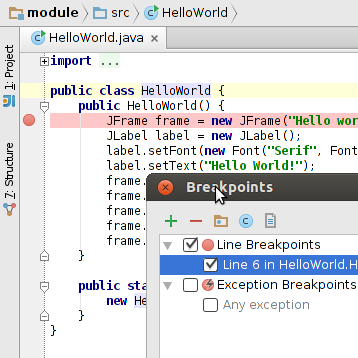 module src HelloWorld
HelloWorld.java
1: Project
7: Structure
import ...
public class HelloWorld {
public HelloWorld() {
JFrame frame = new JFrame("Hello wor
JLabel label = new JLabel();
label.setFont(new Font("Serif", Font
label.setText("Hello World!");
frame.
frame.
frame.
frame.
frame.
}
public sta
new He
}
}
Breakpoints
Line Breakpoints
Line 6 in HelloWorld.H
Exception Breakpoints
Any exception